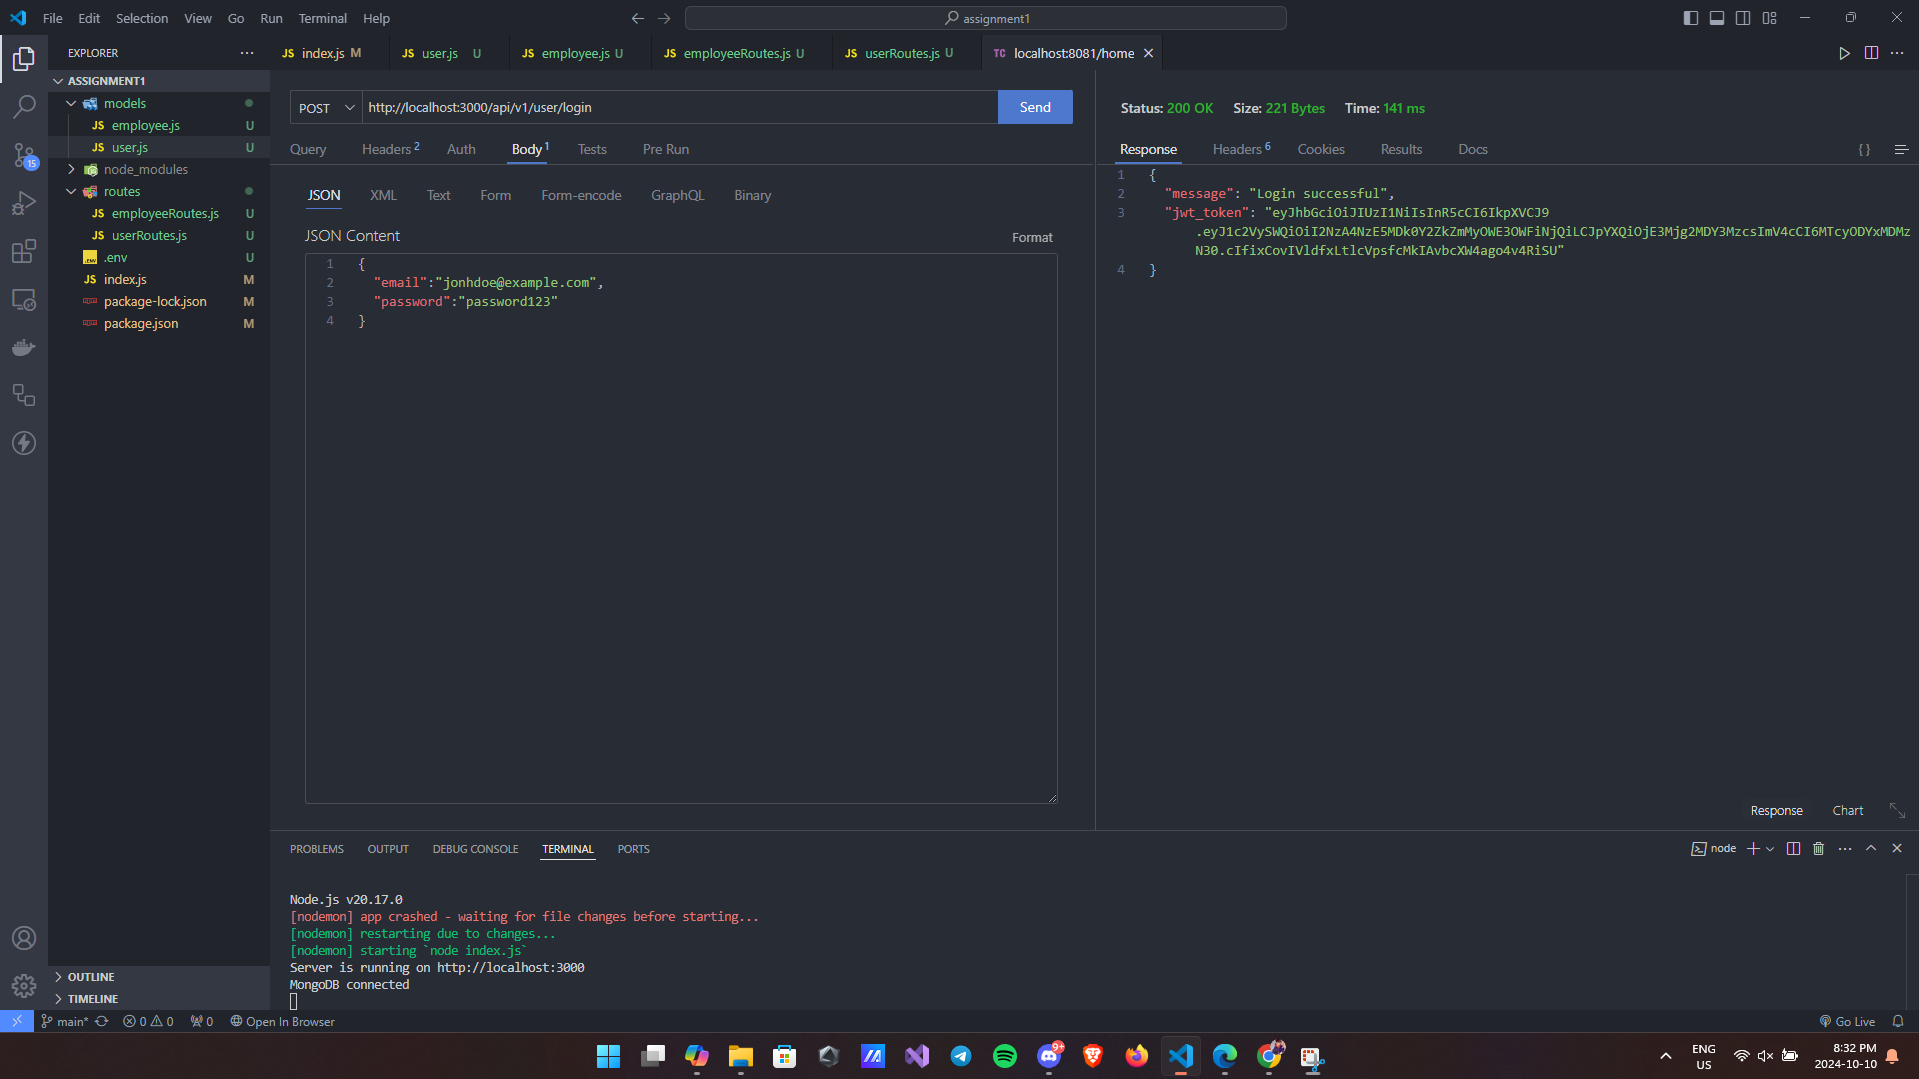 File Edit Selection View Go Run Terminal Help
assignment1
EXPLORER
ASSIGNMENT1
models
JS employee.js U
JS user.js U
node_modules
routes
JS employeeRoutes.js U
JS userRoutes.js U
.env U
JS index.js M
package-lock.json M
package.json M
OUTLINE
TIMELINE
15
JS index.js M
JS user.js U
JS employee.js U
JS employeeRoutes.js U
JS userRoutes.js U
TC localhost:8081/home
POST http://localhost:3000/api/v1/user/login Send
Query Headers 2 Auth Body 1 Tests Pre Run
JSON XML Text Form Form-encode GraphQL Binary
JSON Content Format
1 {
2 "email":"jonhdoe@example.com",
3 "password":"password123"
4 }
Status: 200 OK Size: 221 Bytes Time: 141 ms
Response Headers 6 Cookies Results Docs { }
1 {
2 "message": "Login successful",
3 "jwt_token": "eyJhbGciOiJIUzI1NiIsInR5cCI6IkpXVCJ9
.eyJ1c2VySWQiOiI2NzA4NzE5MDk0Y2ZkZmMyOWE3OWFiNjQiLCJpYXQiOjE3Mjg2MDY3MzcsImV4cCI6MTcyODYxMDMz
N30.cIfixCovIVldfxLtlcVpsfcMkIAvbcXW4ago4v4RiSU"
4 }
Response Chart
PROBLEMS OUTPUT DEBUG CONSOLE TERMINAL PORTS
node
Node.js v20.17.0
[nodemon] app crashed - waiting for file changes before starting...
[nodemon] restarting due to changes...
[nodemon] starting `node index.js`
Server is running on http://localhost:3000
MongoDB connected
main* 0 0 0 Open In Browser
Go Live
9+
ENG
US
8:32 PM
2024-10-10